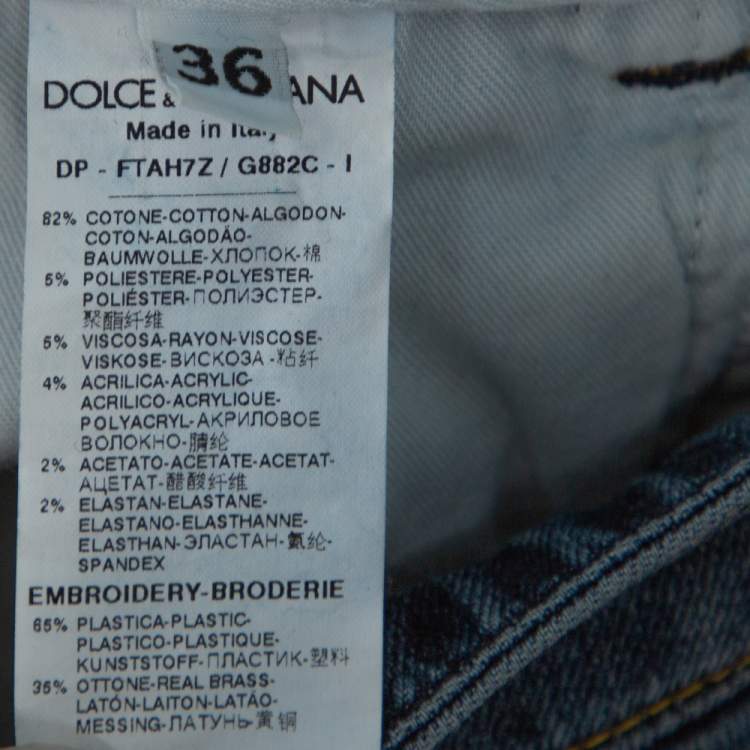 36
DOLCE &
Made in Italy
DP - FTAH7Z / G882C - I
82% COTONE-COTTON-ALGODON-
COTON-ALGODÃO-
BAUMWOLLE-ХЛОПОК-棉
5% POLIESTERE-POLYESTER-
POLIÉSTER-ПОЛИЭСТЕР-
聚酯纤维
5% VISCOSA-RAYON-VISCOSE-
VISKOSE-ВИСКОЗА-粘纤
4% ACRILICA-ACRYLIC-
ACRILICO-ACRYLIQUE-
POLYACRYL-АКРИЛОВОЕ
ВОЛОКНО-腈纶
2% ACETATO-ACETATE-ACETAT-
АЦЕТАТ-醋酸纤维
2% ELASTAN-ELASTANE-
ELASTANO-ELASTHANNE-
ELASTHAN-ЭЛАСТАН-氨纶-
SPANDEX
EMBROIDERY-BRODERIE
65% PLASTICA-PLASTIC-
PLASTICO-PLASTIQUE-
KUNSTSTOFF-ПЛАСТИК-塑料
35% OTTONE-REAL BRASS-
LATÓN-LAITON-LATÃO-
MESSING-ЛАТУНЬ-黄铜